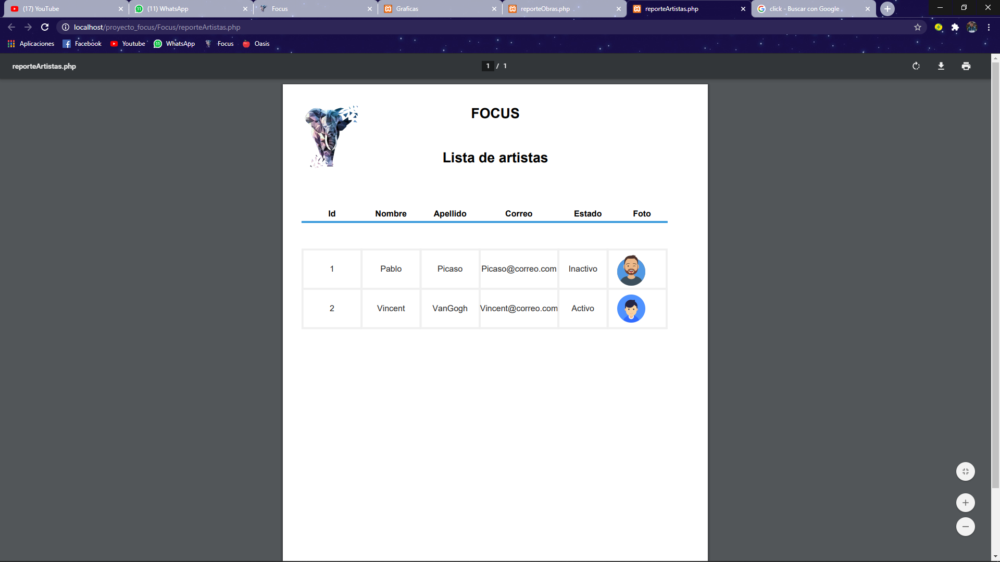 (17) YouTube
(11) WhatsApp
Focus
Graficas
reporteObras.php
reporteArtistas.php
click - Buscar con Google
localhost/proyecto_focus/Focus/reporteArtistas.php
Aplicaciones
Facebook
Youtube
WhatsApp
Focus
Oasis
reporteArtistas.php
1 / 1
FOCUS
Lista de artistas
Id Nombre Apellido Correo Estado Foto
1 Pablo Picaso Picaso@correo.com Inactivo
2 Vincent VanGogh Vincent@correo.com Activo